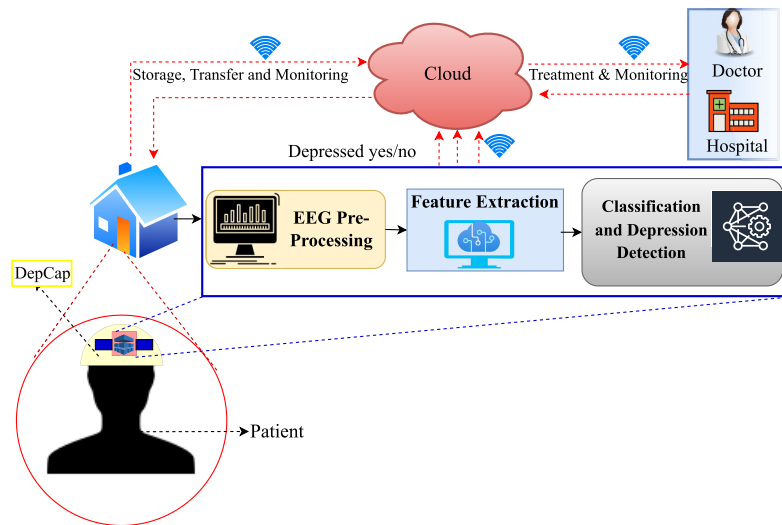 Storage, Transfer and Monitoring
Cloud
Treatment & Monitoring
Doctor
Hospital
Depressed yes/no
EEG Pre-
Processing
Feature Extraction
Classification
and Depression
Detection
DepCap
Patient